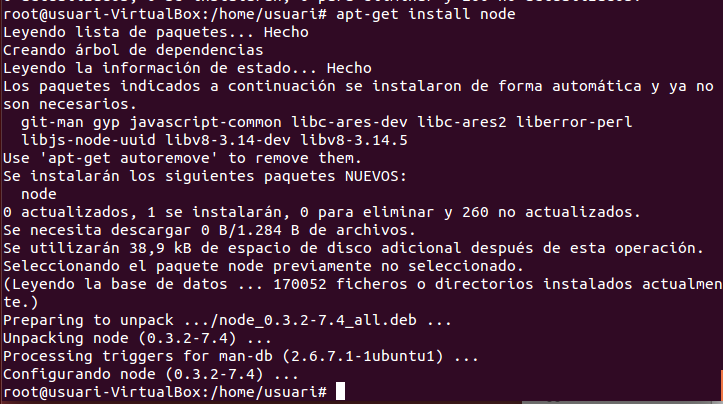 root@usuari-VirtualBox:/home/usuari# apt-get install node
Leyendo lista de paquetes... Hecho
Creando árbol de dependencias
Leyendo la información de estado... Hecho
Los paquetes indicados a continuación se instalaron de forma automática y ya no
son necesarios.
  git-man gyp javascript-common libc-ares-dev libc-ares2 liberror-perl
  libjs-node-uuid libv8-3.14-dev libv8-3.14.5
Use 'apt-get autoremove' to remove them.
Se instalarán los siguientes paquetes NUEVOS:
  node
0 actualizados, 1 se instalarán, 0 para eliminar y 260 no actualizados.
Se necesita descargar 0 B/1.284 B de archivos.
Se utilizarán 38,9 kB de espacio de disco adicional después de esta operación.
Seleccionando el paquete node previamente no seleccionado.
(Leyendo la base de datos ... 170052 ficheros o directorios instalados actualmen
te.)
Preparing to unpack .../node_0.3.2-7.4_all.deb ...
Unpacking node (0.3.2-7.4) ...
Processing triggers for man-db (2.6.7.1-1ubuntu1) ...
Configurando node (0.3.2-7.4) ...
root@usuari-VirtualBox:/home/usuari#